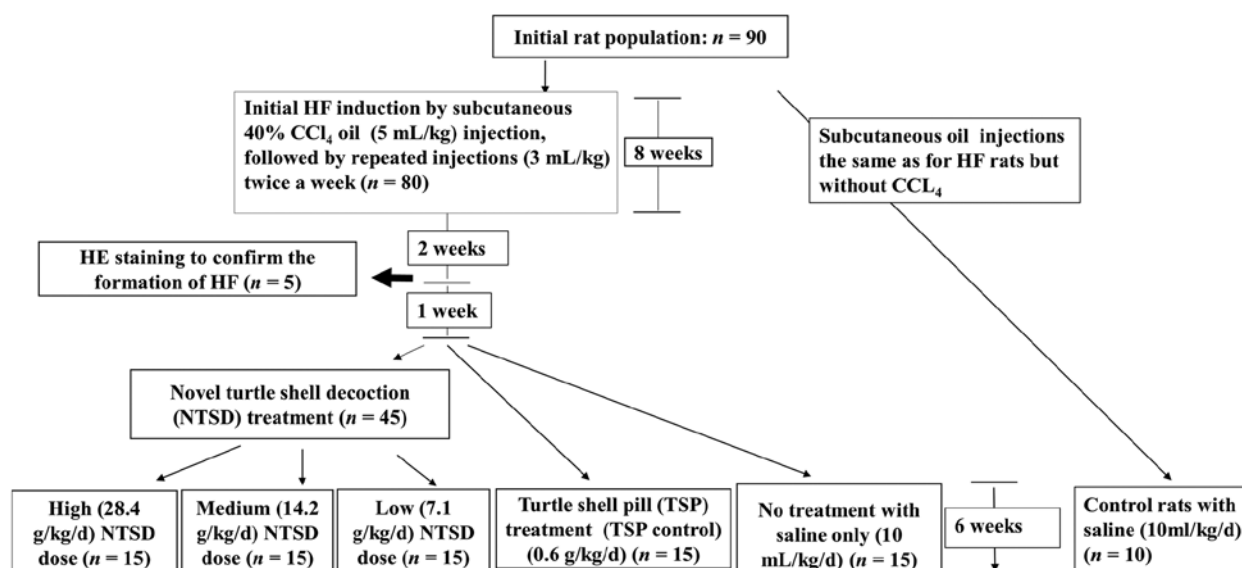 Initial rat population: n = 90
Initial HF induction by subcutaneous
40% CCl₄ oil (5 mL/kg) injection,
followed by repeated injections (3 mL/kg)
twice a week (n = 80)
8 weeks
Subcutaneous oil injections
the same as for HF rats but
without CCL₄
2 weeks
HE staining to confirm the
formation of HF (n = 5)
1 week
Novel turtle shell decoction
(NTSD) treatment (n = 45)
High (28.4
g/kg/d) NTSD
dose (n = 15)
Medium (14.2
g/kg/d) NTSD
dose (n = 15)
Low (7.1
g/kg/d) NTSD
dose (n = 15)
Turtle shell pill (TSP)
treatment (TSP control)
(0.6 g/kg/d) (n = 15)
No treatment with
saline only (10
mL/kg/d) (n = 15)
6 weeks
Control rats with
saline (10ml/kg/d)
(n = 10)